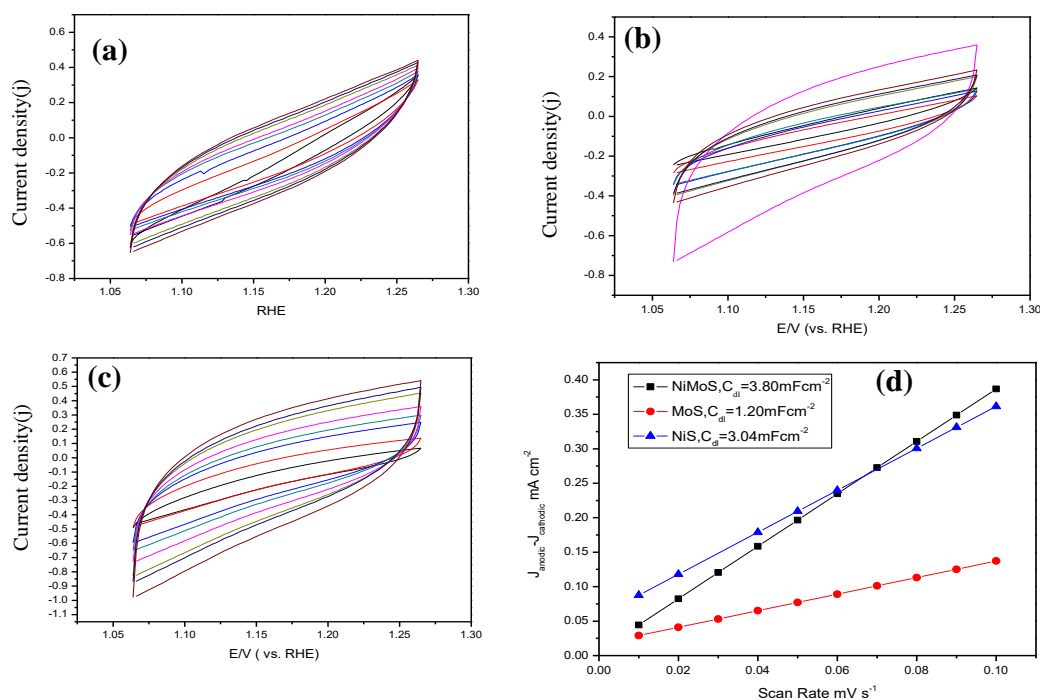 (a)
Current density(j)
0.4
0.2
0.0
-0.2
-0.4
-0.6
-0.8
1.05 1.10 1.15 1.20 1.25 1.30
RHE
(b)
Current density(j)
0.4
0.2
0.0
-0.2
-0.4
-0.6
-0.8
1.05 1.10 1.15 1.20 1.25 1.30
E/V (vs. RHE)
(c)
Current density(j)
0.7
0.6
0.5
0.4
0.3
0.2
0.1
0.0
-0.1
-0.2
-0.3
-0.4
-0.5
-0.6
-0.7
-0.8
-0.9
-1.0
-1.1
1.05 1.10 1.15 1.20 1.25 1.30
E/V ( vs. RHE)
(d)
NiMoS,Cdl=3.80mFcm-2
MoS,Cdl=1.20mFcm-2
NiS,Cdl=3.04mFcm-2
Janodic-Jcathodic mA cm-2
0.40
0.35
0.30
0.25
0.20
0.15
0.10
0.05
0.00
0.00 0.02 0.04 0.06 0.08 0.10
Scan Rate mV s-1